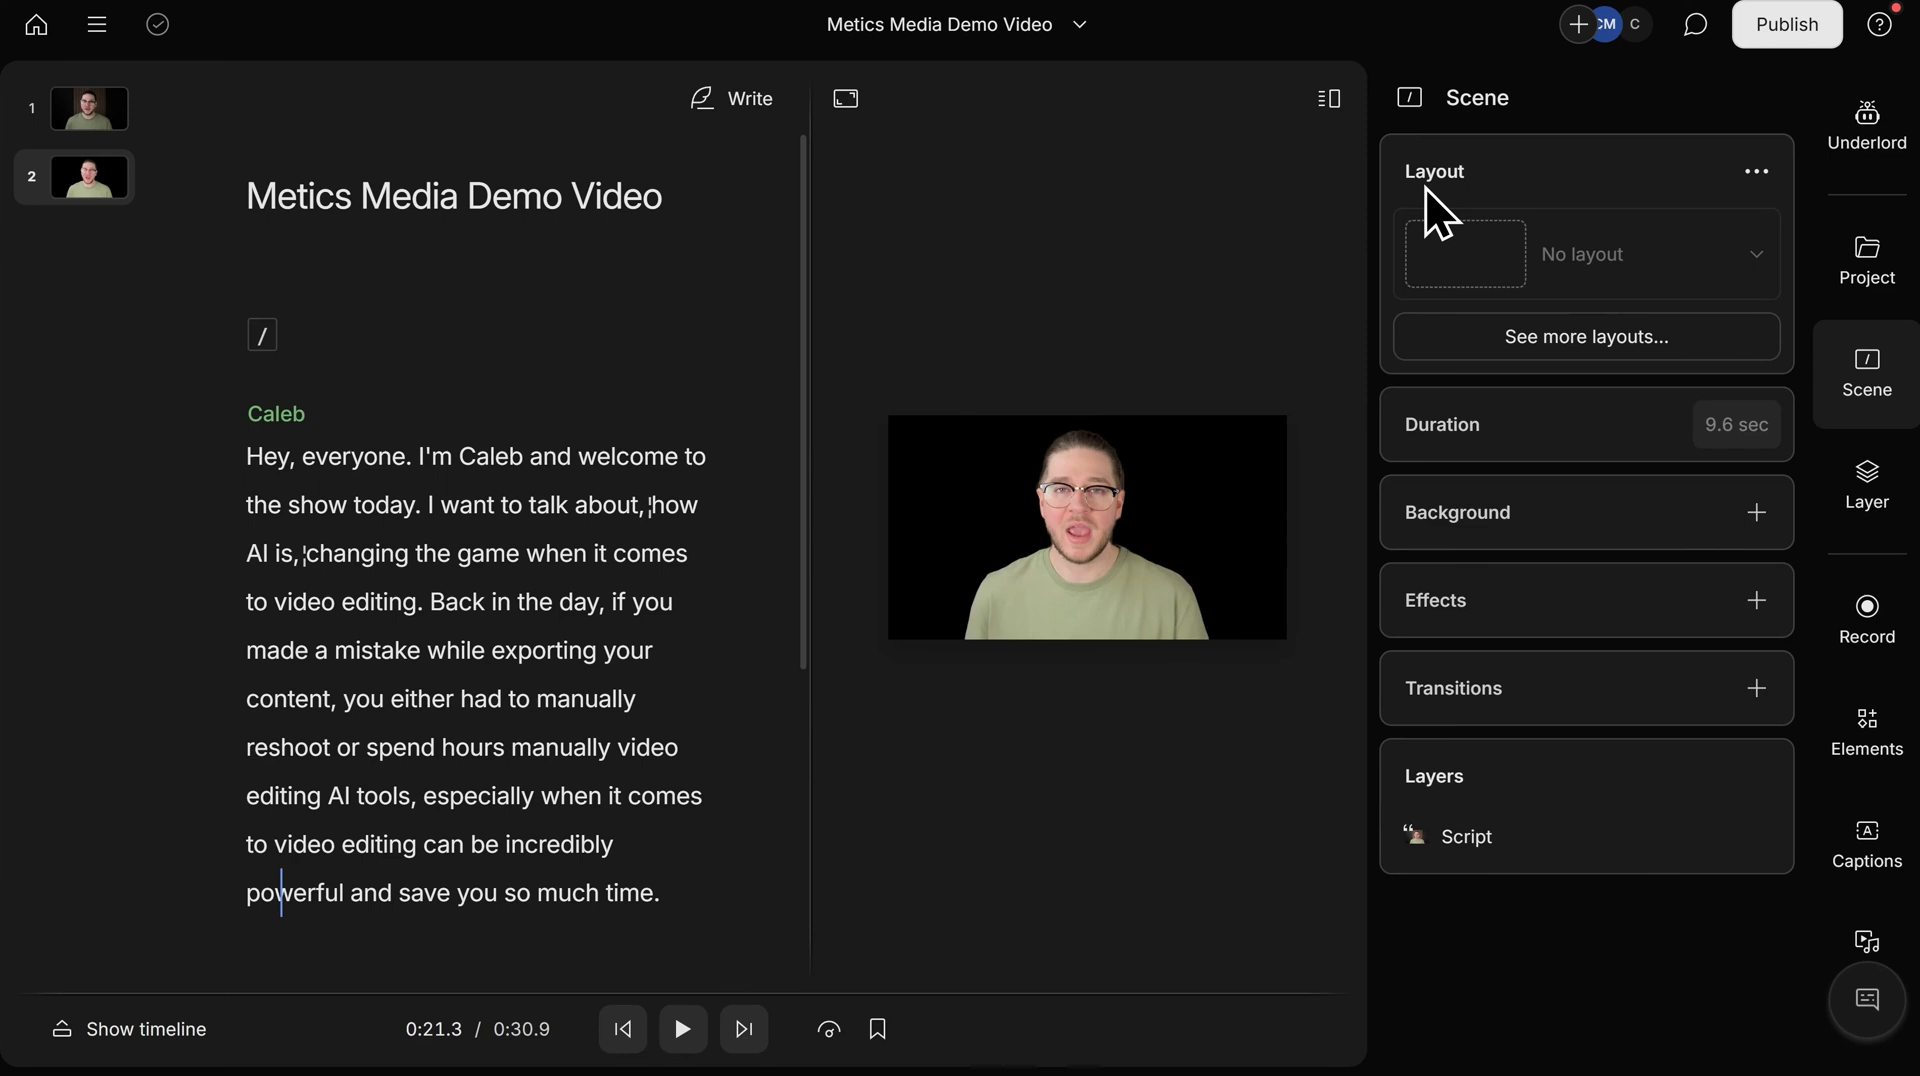 Metics Media Demo Video
CM
C
Publish
1
2
Write
Metics Media Demo Video
/
Caleb
Hey, everyone. I'm Caleb and welcome to
the show today. I want to talk about,¦how
AI is,¦changing the game when it comes
to video editing. Back in the day, if you
made a mistake while exporting your
content, you either had to manually
reshoot or spend hours manually video
editing AI tools, especially when it comes
to video editing can be incredibly
powerful and save you so much time.
Show timeline
0:21.3 / 0:30.9
/ Scene
Layout
No layout
See more layouts...
Duration
9.6 sec
Background
Effects
Transitions
Layers
Script
Underlord
Project
/
Scene
Layer
Record
Elements
A
Captions